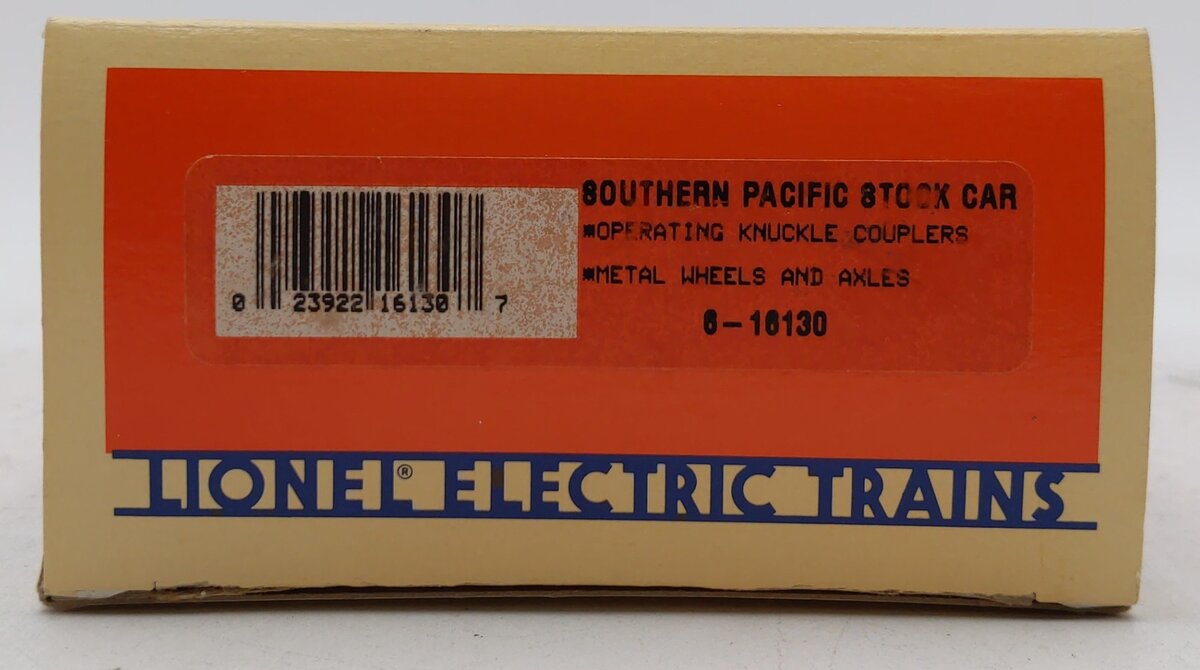 SOUTHERN PACIFIC STOCK CAR
*OPERATING KNUCKLE COUPLERS
*METAL WHEELS AND AXLES
6-16130
0 23922 16130 7
LIONEL® ELECTRIC TRAINS